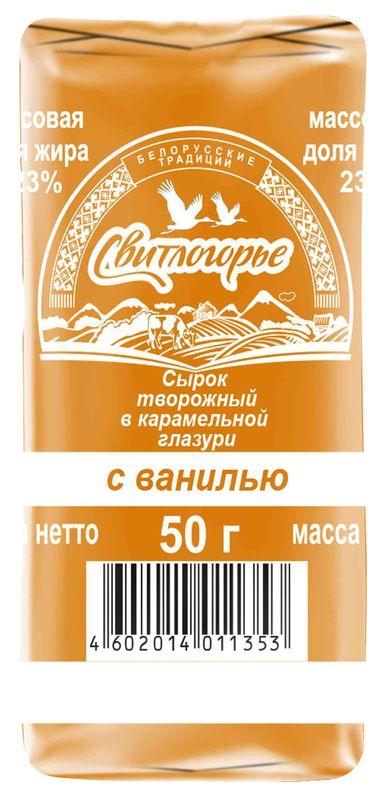 совая
массо
жира
доля
23%
23
БЕЛОРУССКИЕ
ТРАДИЦИИ
Свитлогорье
Сырок
творожный
в карамельной
глазури
с ванилью
нетто 50 г масса
4 602014 011353